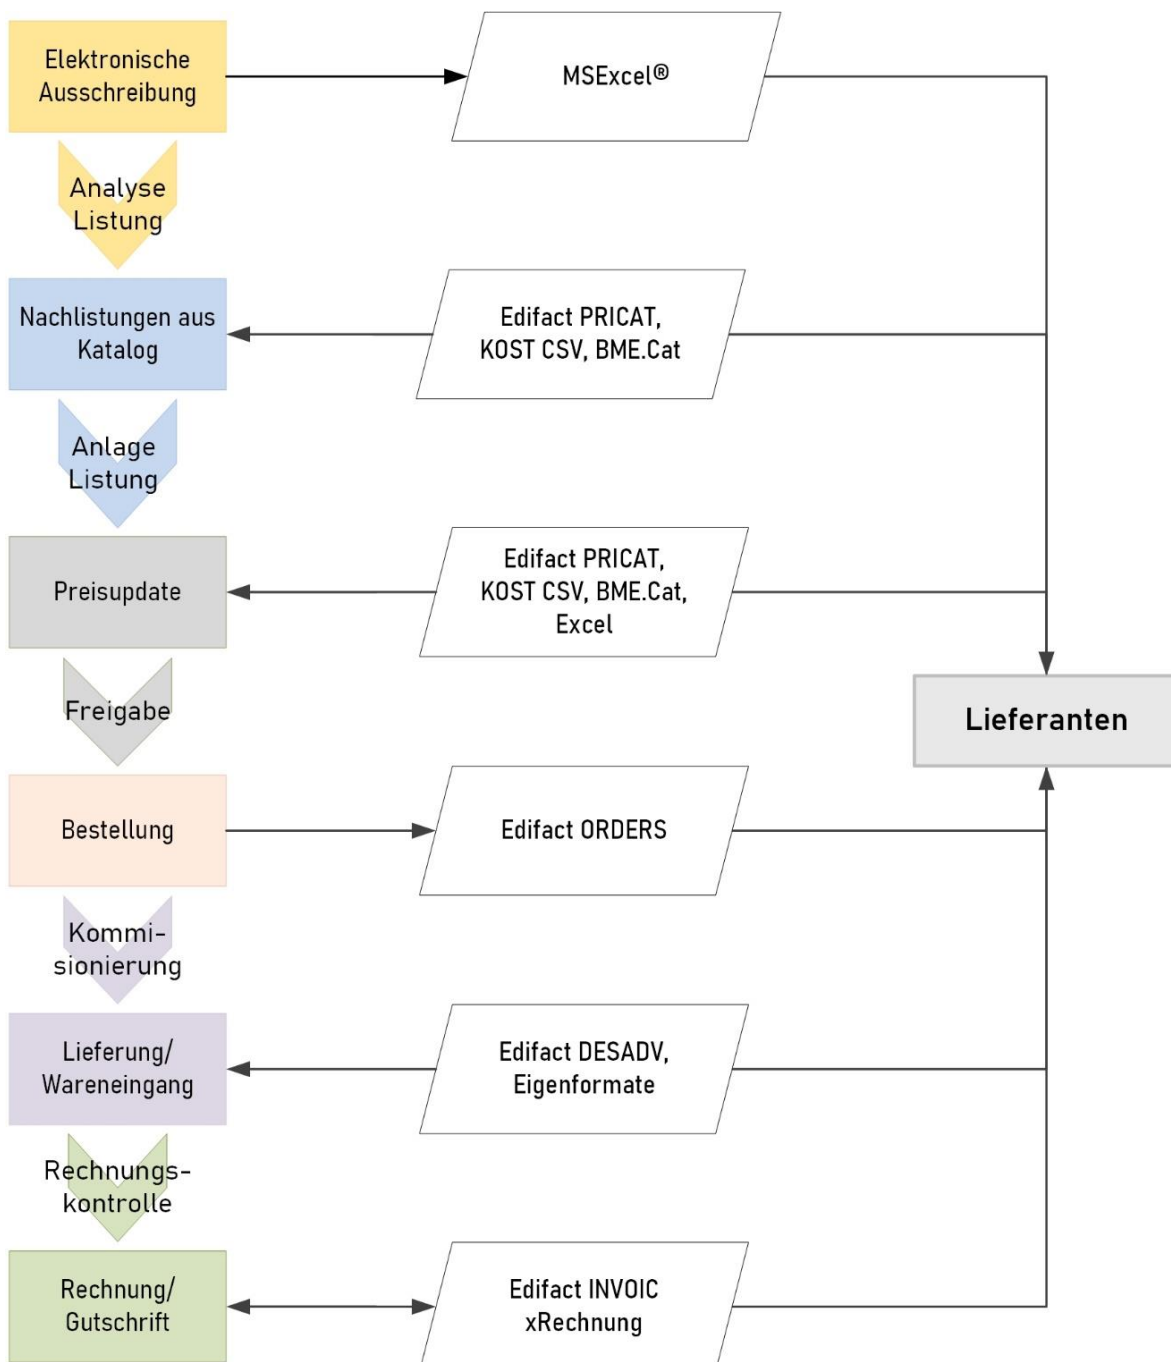 Elektronische
Ausschreibung
MSExcel®
Analyse
Listung
Nachlistungen aus
Katalog
Edifact PRICAT,
KOST CSV, BME.Cat
Anlage
Listung
Preisupdate
Edifact PRICAT,
KOST CSV, BME.Cat,
Excel
Freigabe
Lieferanten
Bestellung
Edifact ORDERS
Kommi-
sionierung
Lieferung/
Wareneingang
Edifact DESADV,
Eigenformate
Rechnungs-
kontrolle
Rechnung/
Gutschrift
Edifact INVOIC
xRechnung